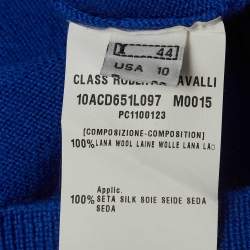 44
USA 10
CLASS ROBERTO CAVALLI
10ACD651L097 M0015
PC1100123
[COMPOSIZIONE-COMPOSITION]
100% LANA WOOL LAINE WOLLE LANA LA
Applic.
100% SETA SILK SOIE SEIDE SEDA
SEDA